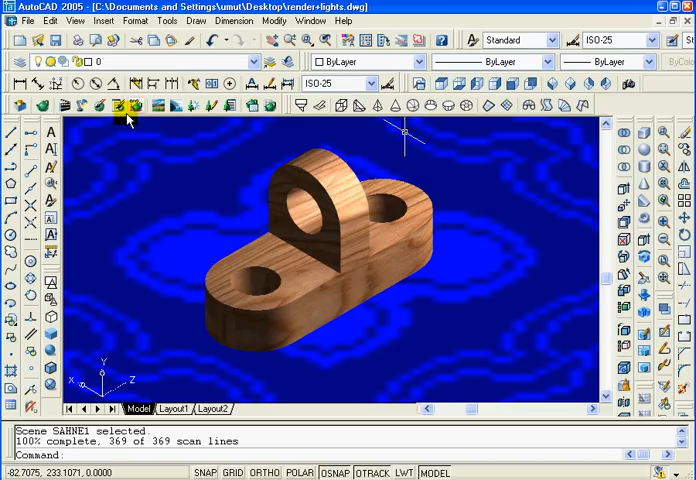 AutoCAD 2005 - [C:\Documents and Settings\umut\Desktop\render+lights.dwg]
File Edit View Insert Format Tools Draw Dimension Modify Window Help
Standard ISO-25
0 ByLayer ByLayer ByLayer ByColo
ISO-25 ISO-25
Y
X Z
Model Layout1 Layout2
Scene SAHNE1 selected.
100% complete, 369 of 369 scan lines
Command:
-82.7075, 233.1071, 0.0000 SNAP GRID ORTHO POLAR OSNAP OTRACK LWT MODEL